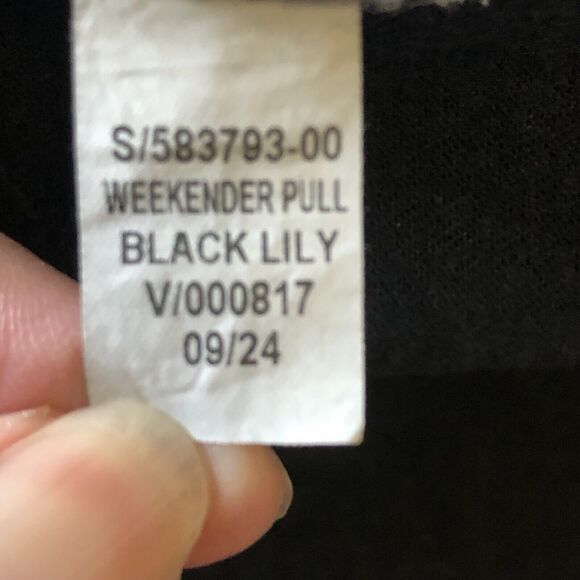 S/583793-00
WEEKENDER PULL
BLACK LILY
V/000817
09/24